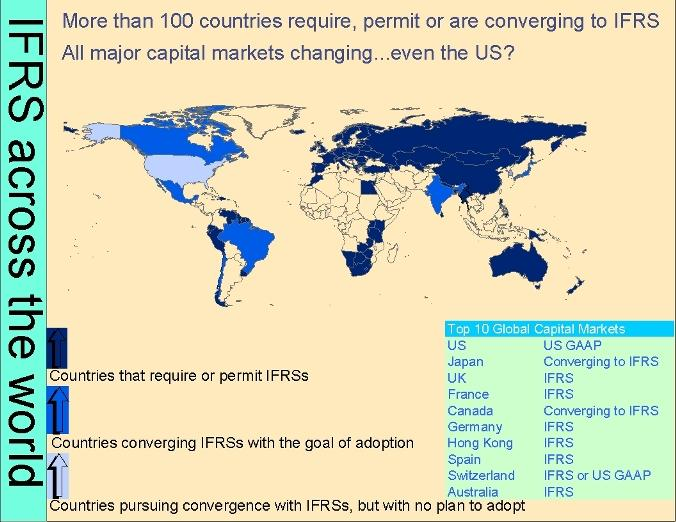 IFRS across the world
More than 100 countries require, permit or are converging to IFRS
All major capital markets changing...even the US?
Countries that require or permit IFRSs
Countries converging IFRSs with the goal of adoption
Countries pursuing convergence with IFRSs, but with no plan to adopt
Top 10 Global Capital Markets
US US GAAP
Japan Converging to IFRS
UK IFRS
France IFRS
Canada Converging to IFRS
Germany IFRS
Hong Kong IFRS
Spain IFRS
Switzerland IFRS or US GAAP
Australia IFRS